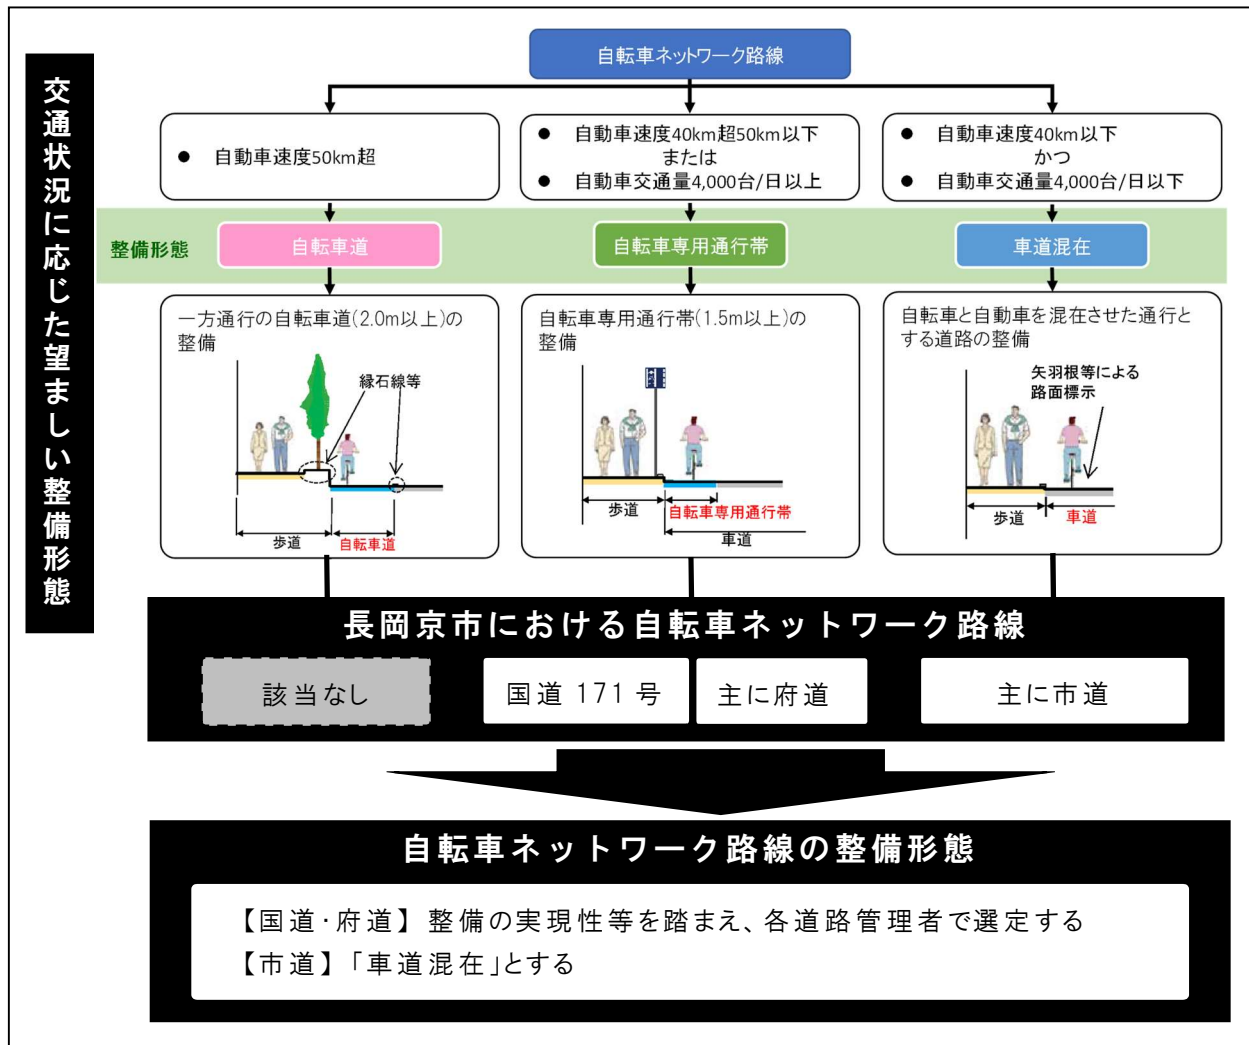 交通状況に応じた望ましい整備形態
自転車ネットワーク路線
● 自動車速度50km超
● 自動車速度40km超50km以下
または
● 自動車交通量4,000台/日以上
● 自動車速度40km以下
かつ
● 自動車交通量4,000台/日以下
整備形態
自転車道
自転車専用通行帯
車道混在
一方通行の自転車道(2.0m以上)の
整備
縁石線等
歩道
自転車道
自転車専用通行帯(1.5m以上)の
整備
歩道
自転車専用通行帯
車道
自転車と自動車を混在させた通行と
する道路の整備
矢羽根等による
路面標示
歩道
車道
長岡京市における自転車ネットワーク路線
該当なし
国道 171 号
主に府道
主に市道
自転車ネットワーク路線の整備形態
【国道・府道】 整備の実現性等を踏まえ、各道路管理者で選定する
【市道】 「車道混在」とする